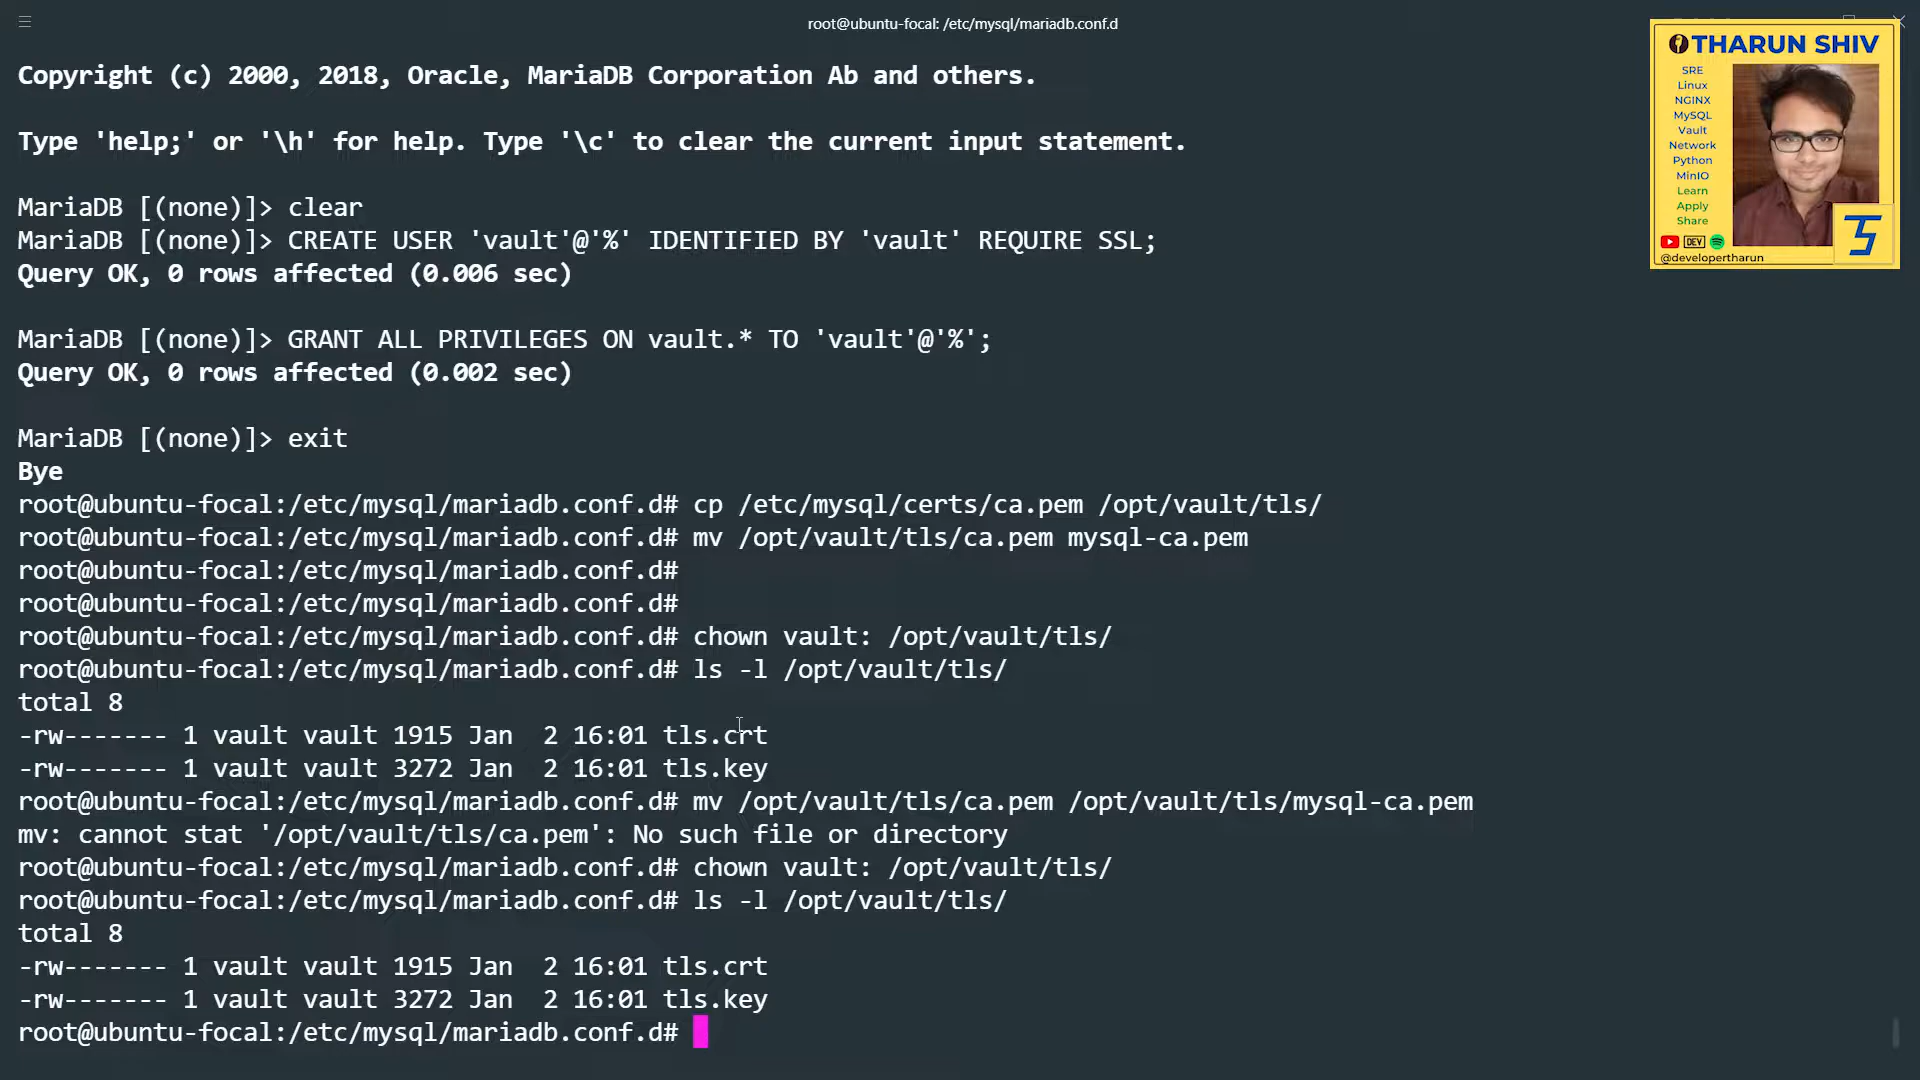 root@ubuntu-focal: /etc/mysql/mariadb.conf.d
Copyright (c) 2000, 2018, Oracle, MariaDB Corporation Ab and others.
Type 'help;' or '\h' for help. Type '\c' to clear the current input statement.
MariaDB [(none)]> clear
MariaDB [(none)]> CREATE USER 'vault'@'%' IDENTIFIED BY 'vault' REQUIRE SSL;
Query OK, 0 rows affected (0.006 sec)
MariaDB [(none)]> GRANT ALL PRIVILEGES ON vault.* TO 'vault'@'%';
Query OK, 0 rows affected (0.002 sec)
MariaDB [(none)]> exit
Bye
root@ubuntu-focal:/etc/mysql/mariadb.conf.d# cp /etc/mysql/certs/ca.pem /opt/vault/tls/
root@ubuntu-focal:/etc/mysql/mariadb.conf.d# mv /opt/vault/tls/ca.pem mysql-ca.pem
root@ubuntu-focal:/etc/mysql/mariadb.conf.d#
root@ubuntu-focal:/etc/mysql/mariadb.conf.d#
root@ubuntu-focal:/etc/mysql/mariadb.conf.d# chown vault: /opt/vault/tls/
root@ubuntu-focal:/etc/mysql/mariadb.conf.d# ls -l /opt/vault/tls/
total 8
-rw------- 1 vault vault 1915 Jan  2 16:01 tls.crt
-rw------- 1 vault vault 3272 Jan  2 16:01 tls.key
root@ubuntu-focal:/etc/mysql/mariadb.conf.d# mv /opt/vault/tls/ca.pem /opt/vault/tls/mysql-ca.pem
mv: cannot stat '/opt/vault/tls/ca.pem': No such file or directory
root@ubuntu-focal:/etc/mysql/mariadb.conf.d# chown vault: /opt/vault/tls/
root@ubuntu-focal:/etc/mysql/mariadb.conf.d# ls -l /opt/vault/tls/
total 8
-rw------- 1 vault vault 1915 Jan  2 16:01 tls.crt
-rw------- 1 vault vault 3272 Jan  2 16:01 tls.key
root@ubuntu-focal:/etc/mysql/mariadb.conf.d#
THARUN SHIV
SRE
Linux
NGINX
MySQL
Vault
Network
Python
MinIO
Learn
Apply
Share
DEV
@developertharun
TS